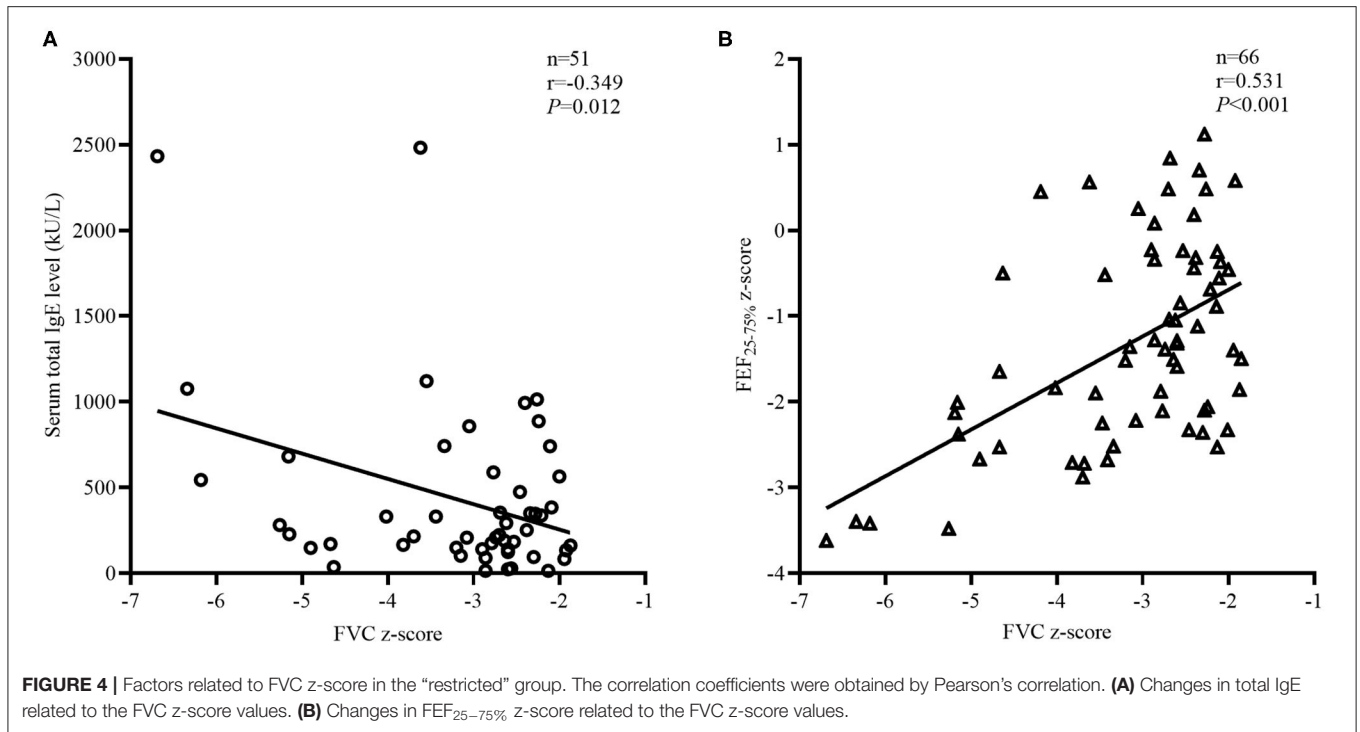 A
3000
2500
2000
1500
1000
500
0
Serum total IgE level (kU/L)
n=51
r=-0.349
P=0.012
-7 -6 -5 -4 -3 -2 -1
FVC z-score
B
2
1
0
-1
-2
-3
-4
FEF25-75% z-score
n=66
r=0.531
P<0.001
-7 -6 -5 -4 -3 -2 -1
FVC z-score
FIGURE 4 | Factors related to FVC z-score in the “restricted” group. The correlation coefficients were obtained by Pearson’s correlation. (A) Changes in total IgE
related to the FVC z-score values. (B) Changes in FEF25−75% z-score related to the FVC z-score values.